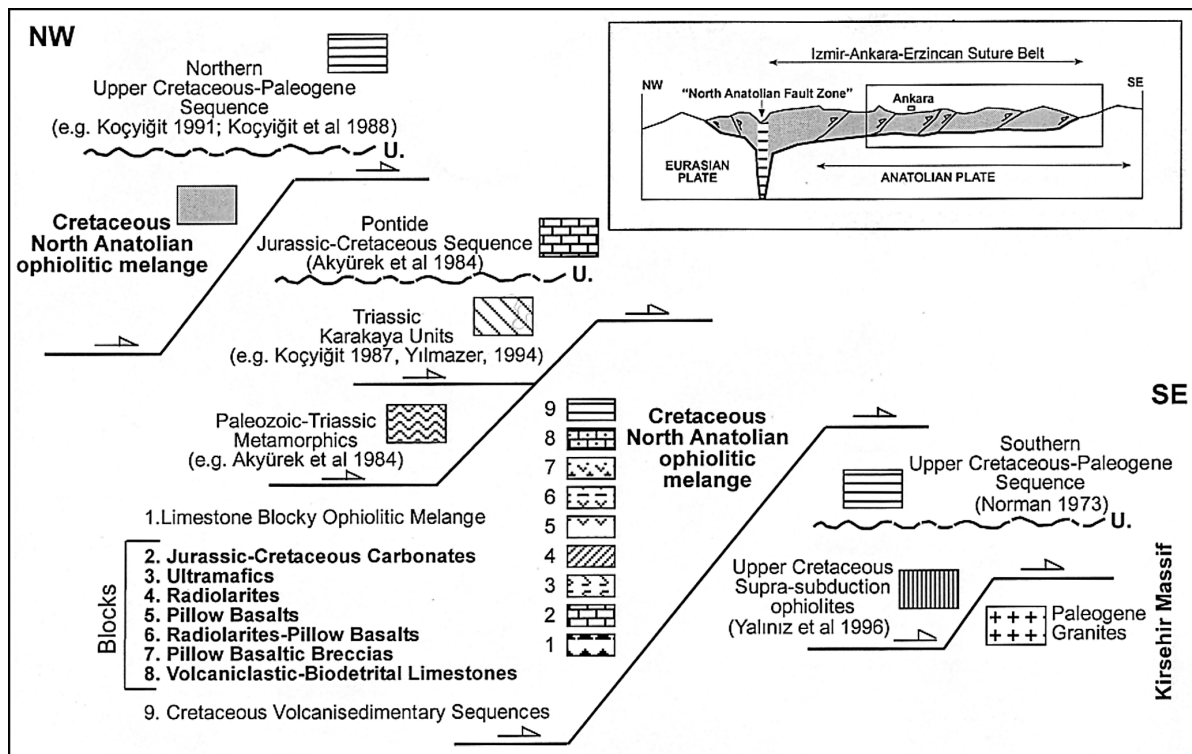 NW
Northern
Upper Cretaceous-Paleogene
Sequence
(e.g. Koçyiğit 1991; Koçyiğit et al 1988)
U.
Izmir-Ankara-Erzincan Suture Belt
NW
SE
"North Anatolian Fault Zone"
Ankara
EURASIAN
PLATE
ANATOLIAN PLATE
Cretaceous
North Anatolian
ophiolitic melange
Pontide
Jurassic-Cretaceous Sequence
(Akyürek et al 1984)
U.
Triassic
Karakaya Units
(e.g. Koçyiğit 1987, Yılmazer, 1994)
Paleozoic-Triassic
Metamorphics
(e.g. Akyürek et al 1984)
9
8
7
6
5
4
3
2
1
Cretaceous
North Anatolian
ophiolitic
melange
SE
Southern
Upper Cretaceous-Paleogene
Sequence
(Norman 1973)
U.
Upper Cretaceous
Supra-subduction
ophiolites
(Yalınız et al 1996)
Paleogene
Granites
Kirsehir Massif
1.Limestone Blocky Ophiolitic Melange
Blocks
2. Jurassic-Cretaceous Carbonates
3. Ultramafics
4. Radiolarites
5. Pillow Basalts
6. Radiolarites-Pillow Basalts
7. Pillow Basaltic Breccias
8. Volcaniclastic-Biodetrital Limestones
9. Cretaceous Volcanisedimentary Sequences